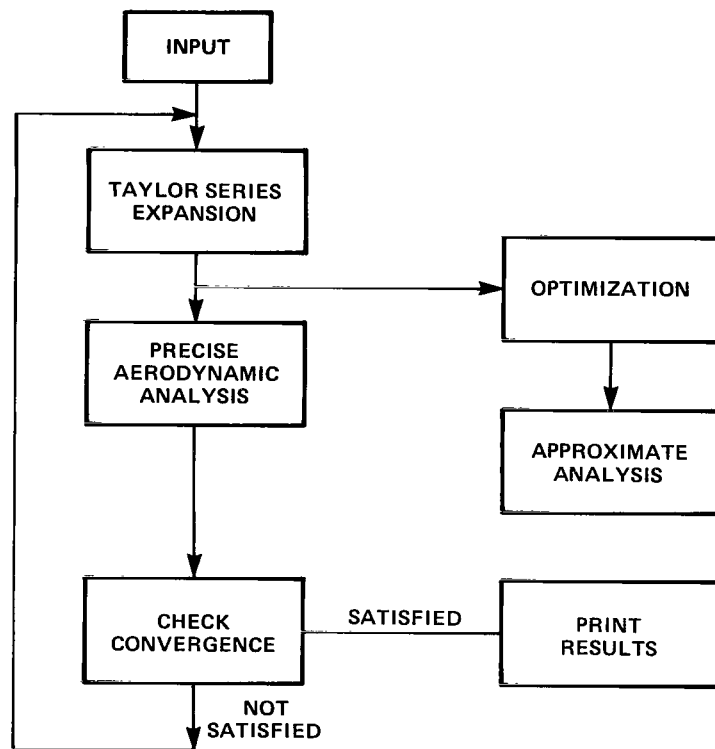 INPUT
TAYLOR SERIES
EXPANSION
OPTIMIZATION
PRECISE
AERODYNAMIC
ANALYSIS
APPROXIMATE
ANALYSIS
CHECK
CONVERGENCE
SATISFIED
PRINT
RESULTS
NOT
SATISFIED